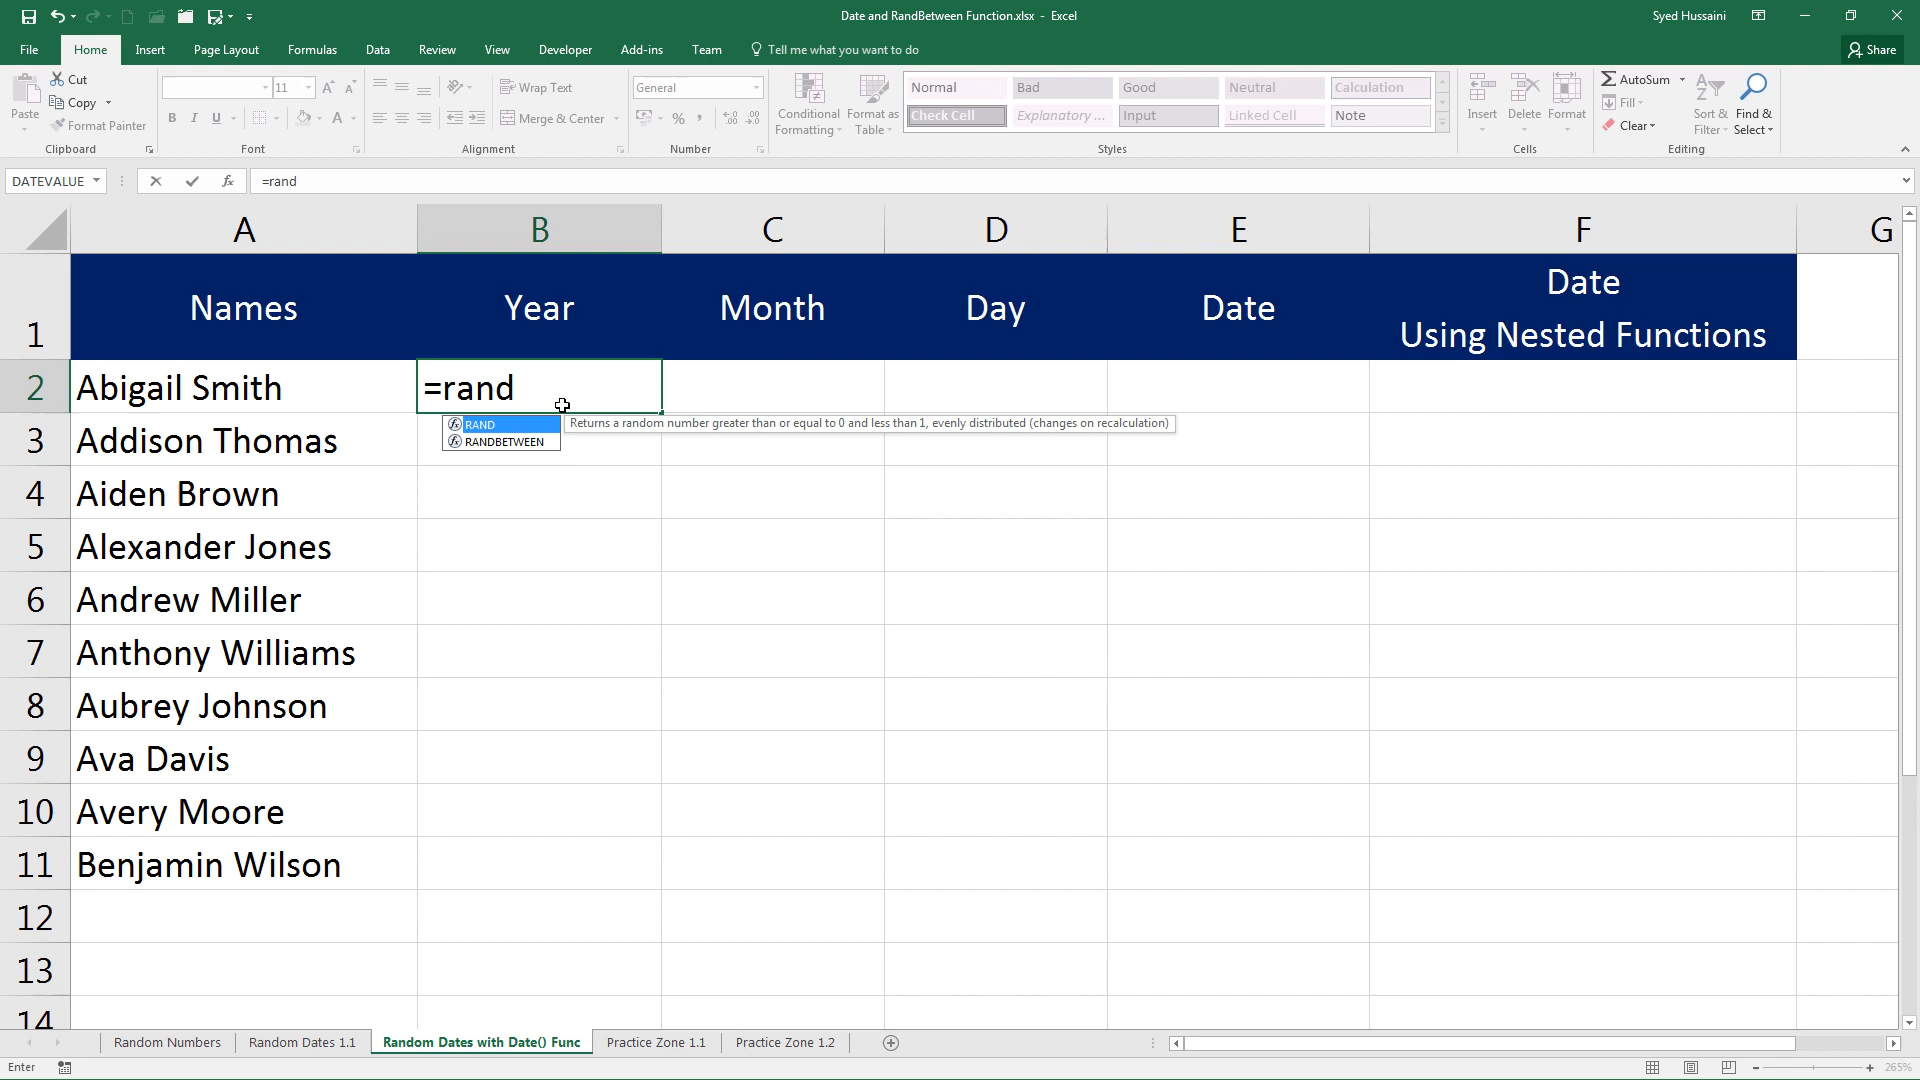 Date and RandBetween Function.xlsx - Excel
Syed Hussaini
File Home Insert Page Layout Formulas Data Review View Developer Add-ins Team Tell me what you want to do Share
Paste
Cut
Copy
Format Painter
Clipboard
11
B I U
Font
Wrap Text
Merge & Center
Alignment
General
%
Number
Conditional
Formatting
Format as
Table
Normal Bad Good Neutral Calculation
Check Cell Explanatory ... Input Linked Cell Note
Styles
Insert Delete Format
Cells
AutoSum
Fill
Clear
Sort &
Filter
Find &
Select
Editing
DATEVALUE
fx
=rand
A B C D E F G
1 Names Year Month Day Date Date
Using Nested Functions
2 Abigail Smith =rand
RAND Returns a random number greater than or equal to 0 and less than 1, evenly distributed (changes on recalculation)
RANDBETWEEN
3 Addison Thomas
4 Aiden Brown
5 Alexander Jones
6 Andrew Miller
7 Anthony Williams
8 Aubrey Johnson
9 Ava Davis
10 Avery Moore
11 Benjamin Wilson
12
13
14
Random Numbers Random Dates 1.1 Random Dates with Date() Func Practice Zone 1.1 Practice Zone 1.2
Enter
265%